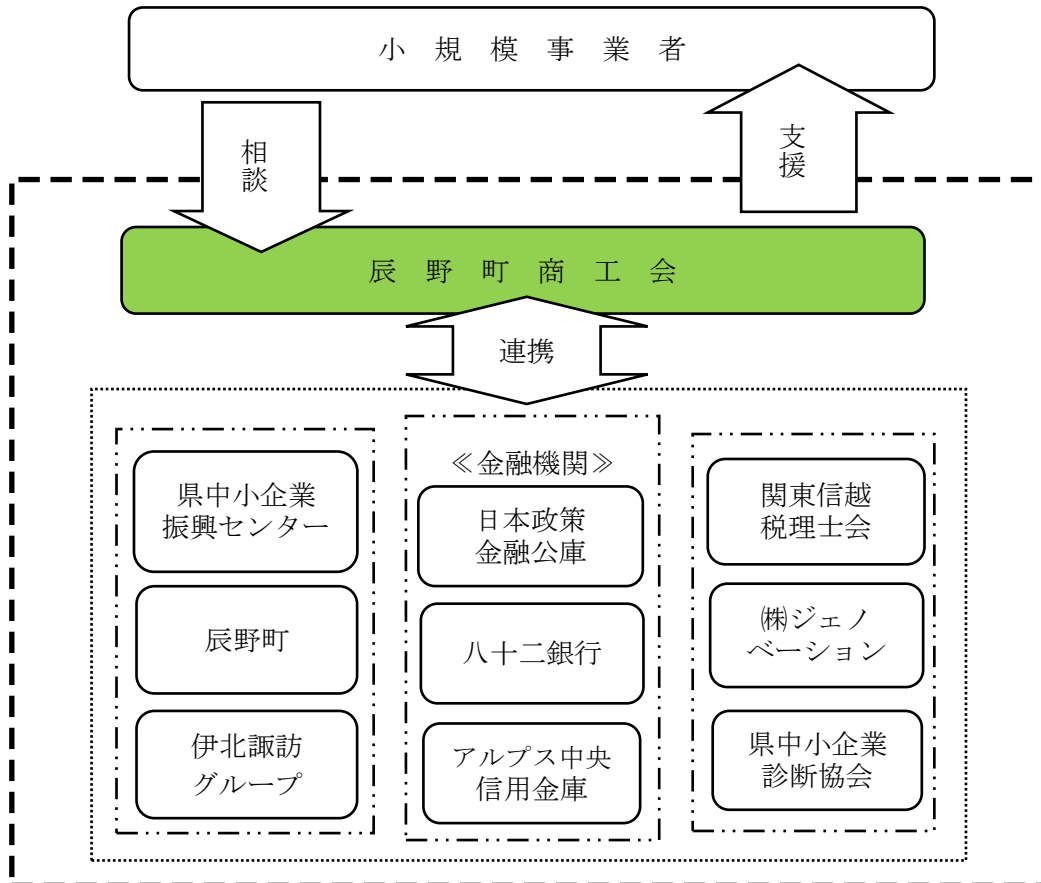 小規模事業者
相談
支援
辰野町商工会
連携
県中小企業
振興センター
辰野町
伊北諏訪
グループ
≪金融機関≫
日本政策
金融公庫
八十二銀行
アルプス中央
信用金庫
関東信越
税理士会
㈱ジェノ
ベーション
県中小企業
診断協会